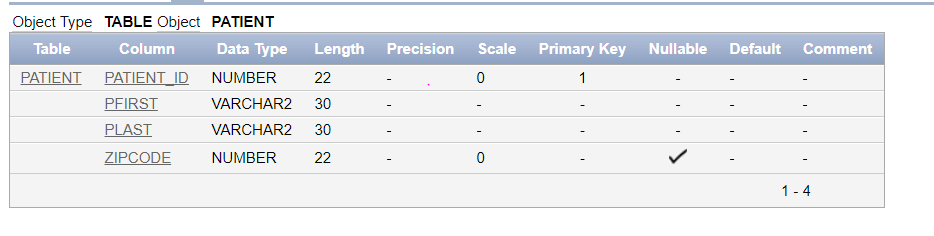 Object Type TABLE Object PATIENT
Table Column Data Type Length Precision Scale Primary Key Nullable Default Comment
PATIENT PATIENT_ID NUMBER 22 - 0 1 - - -
PFIRST VARCHAR2 30 - - - - - -
PLAST VARCHAR2 30 - - - - - -
ZIPCODE NUMBER 22 - 0 - ✓ - -
1 - 4